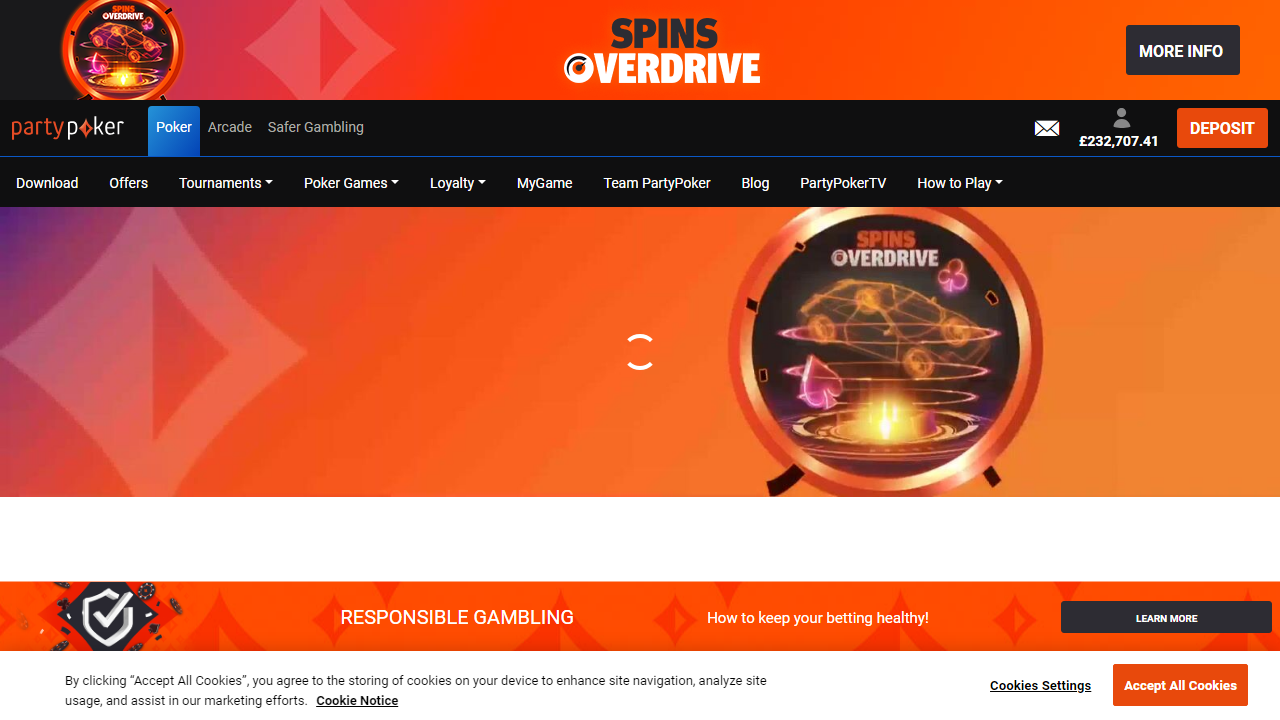 SPINS
OVERDRIVE
SPINS
OVERDRIVE
MORE INFO
partypoker
Poker
Arcade
Safer Gambling
£232,707.41
DEPOSIT
Download
Offers
Tournaments
Poker Games
Loyalty
MyGame
Team PartyPoker
Blog
PartyPokerTV
How to Play
SPINS
OVERDRIVE
RESPONSIBLE GAMBLING
How to keep your betting healthy!
LEARN MORE
By clicking “Accept All Cookies”, you agree to the storing of cookies on your device to enhance site navigation, analyze site
usage, and assist in our marketing efforts. Cookie Notice
Cookies Settings
Accept All Cookies